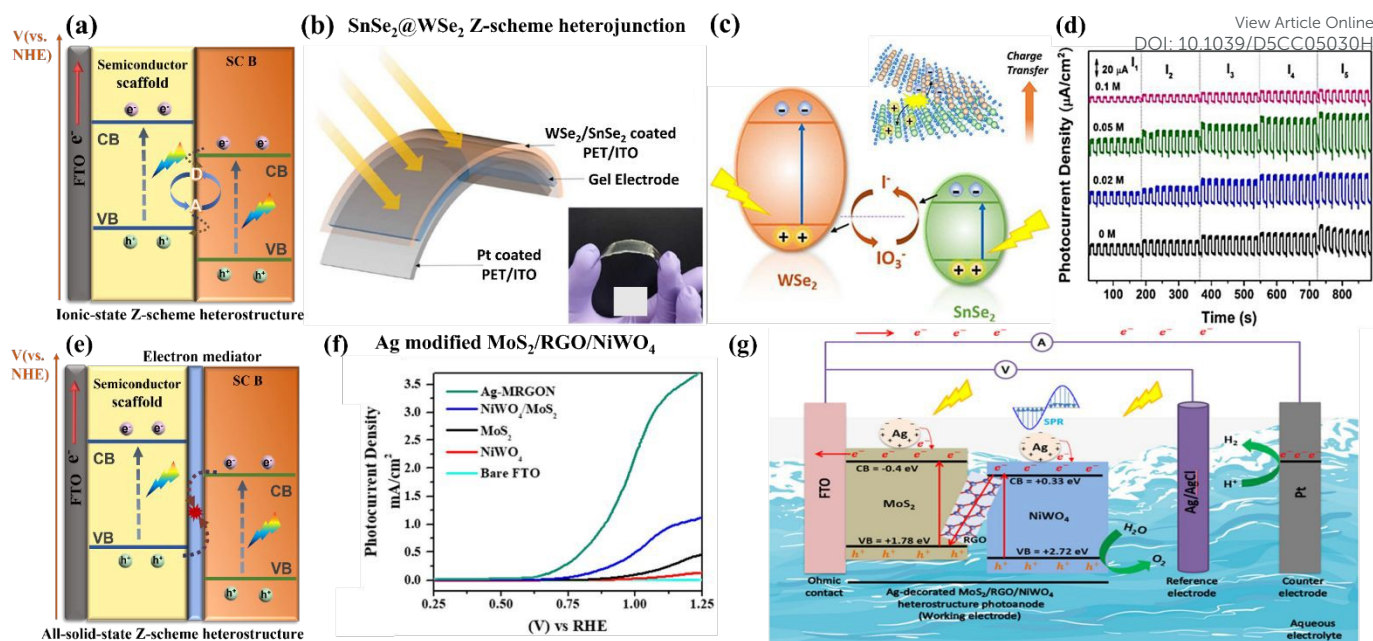 View Article Online
DOI: 10.1039/D5CC05030H
(a)
V(vs. NHE)
FTO e⁻
Semiconductor
scaffold
SC B
e⁻ e⁻
CB
e⁻ e⁻
CB
D
A
VB
h⁺ h⁺
VB
h⁺ h⁺
Ionic-state Z-scheme heterostructure
(b) SnSe₂@WSe₂ Z-scheme heterojunction
WSe₂/SnSe₂ coated
PET/ITO
Gel Electrode
Pt coated
PET/ITO
(c)
Charge
Transfer
I⁻
IO₃⁻
WSe₂
SnSe₂
(d)
Photocurrent Density (µA/cm²)
20 µA
I₁ I₂ I₃ I₄ I₅
0.1 M
0.05 M
0.02 M
0 M
100 200 300 400 500 600 700 800
Time (s)
(e)
V(vs.
NHE)
Electron mediator
FTO e⁻
Semiconductor
scaffold
SC B
e⁻ e⁻
CB
e⁻ e⁻
CB
VB
h⁺ h⁺
VB
h⁺ h⁺
All-solid-state Z-scheme heterostructure
(f) Ag modified MoS₂/RGO/NiWO₄
Photocurrent Density
mA/cm²
3.5
3.0
2.5
2.0
1.5
1.0
0.5
0.0
Ag-MRGON
NiWO₄/MoS₂
MoS₂
NiWO₄
Bare FTO
0.25 0.50 0.75 1.00 1.25
(V) vs RHE
(g)
e⁻ e⁻ e⁻ e⁻ e⁻ e⁻
A
V
SPR
Ag
Ag
FTO
e⁻ e⁻ e⁻ e⁻
CB = -0.4 eV
MoS₂
VB = +1.78 eV
h⁺ h⁺ h⁺ h⁺
RGO
e⁻ e⁻ e⁻ e⁻
CB = +0.33 eV
NiWO₄
VB = +2.72 eV
h⁺ h⁺ h⁺ h⁺
H₂O
O₂
Ag/AgCl
H₂
H⁺
e⁻ e⁻ e⁻
Pt
Ohmic
contact
Ag-decorated MoS₂/RGO/NiWO₄
heterostructure photoanode
(Working electrode)
Reference
electrode
Counter
electrode
Aqueous
electrolyte